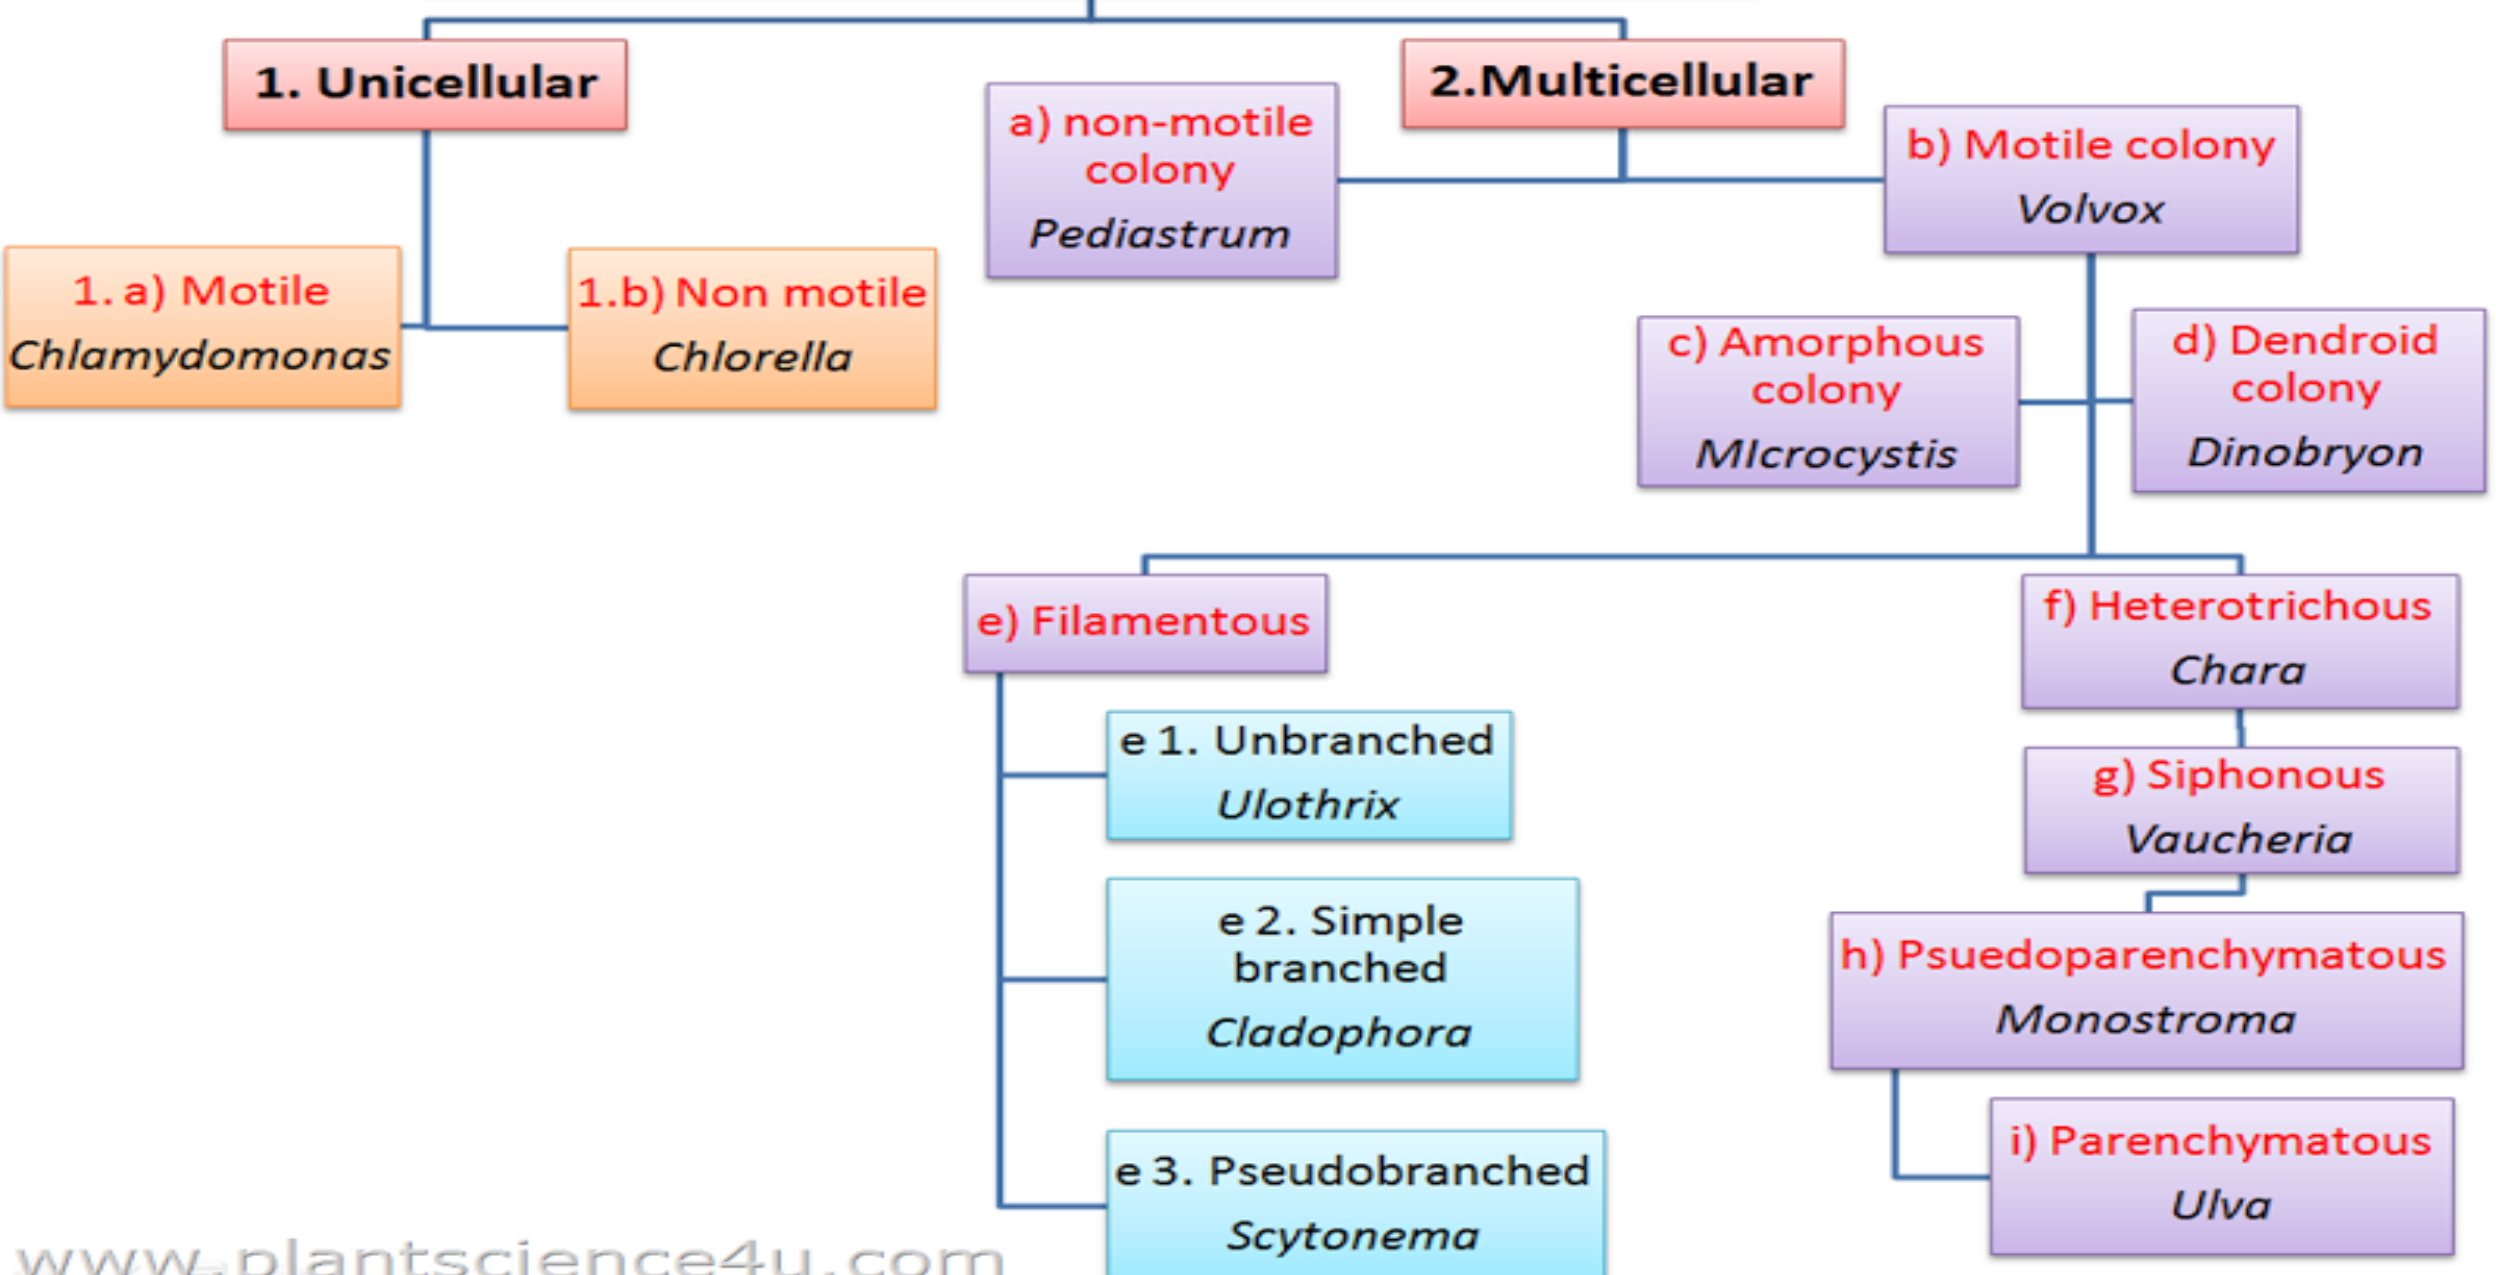 1. Unicellular
2.Multicellular
a) non-motile
colony
Pediastrum
b) Motile colony
Volvox
1. a) Motile
Chlamydomonas
1.b) Non motile
Chlorella
c) Amorphous
colony
MIcrocystis
d) Dendroid
colony
Dinobryon
e) Filamentous
f) Heterotrichous
Chara
e 1. Unbranched
Ulothrix
g) Siphonous
Vaucheria
e 2. Simple
branched
Cladophora
h) Psuedoparenchymatous
Monostroma
e 3. Pseudobranched
Scytonema
i) Parenchymatous
Ulva
www.plantscience4u.com